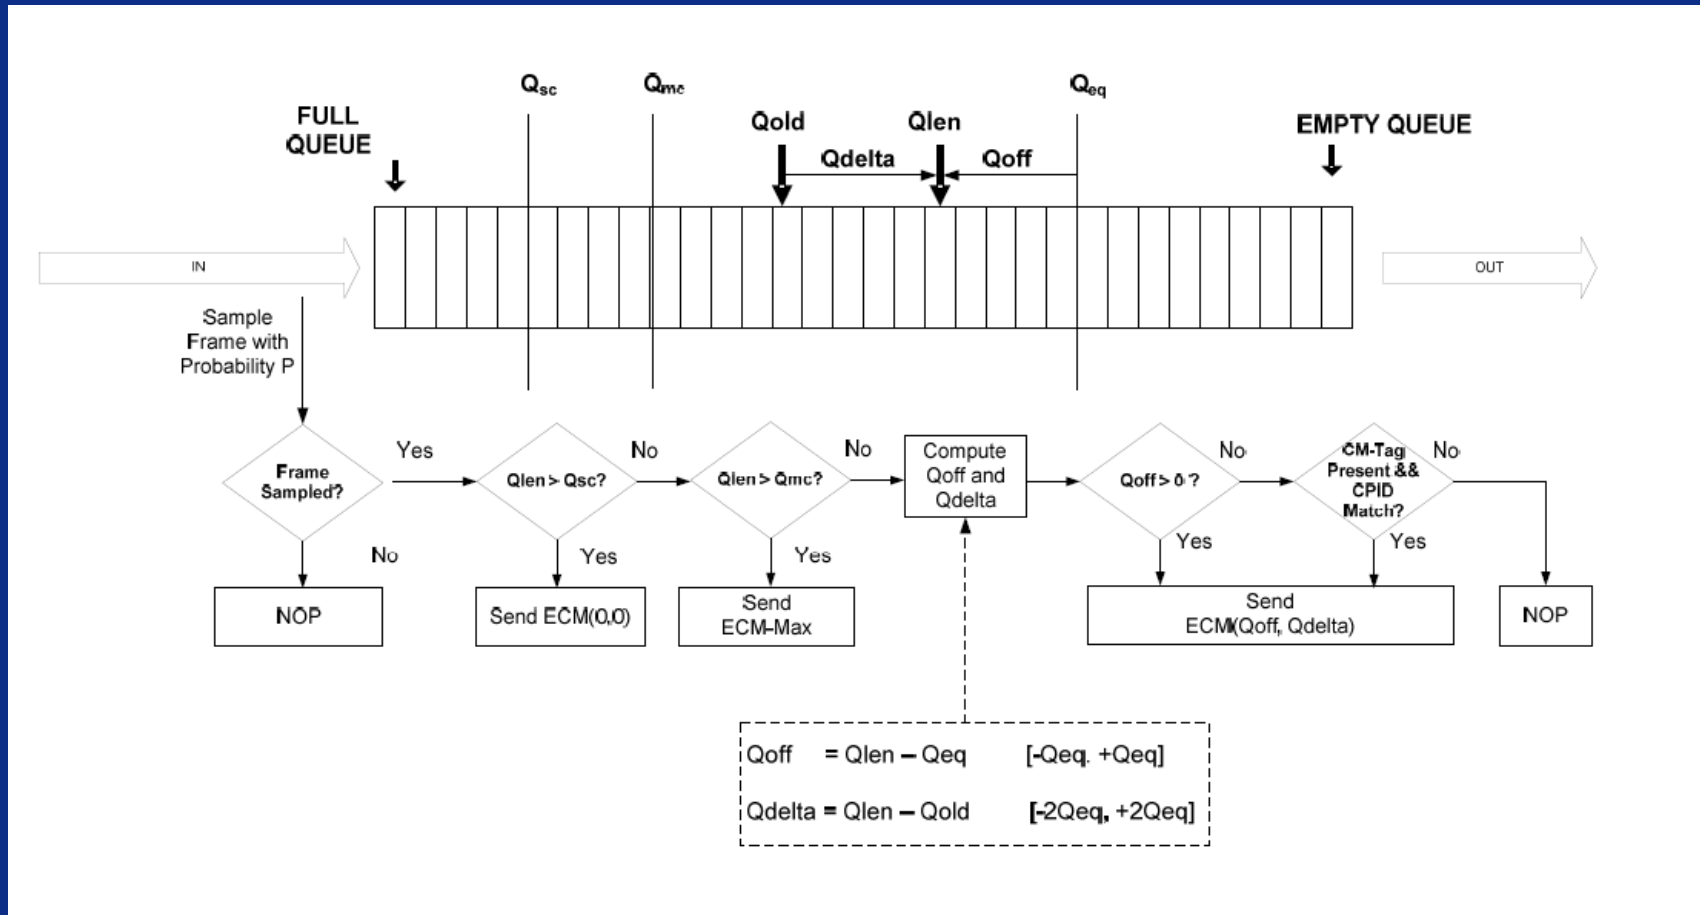 Qsc
Qmc
Qeq
FULL
QUEUE
Qold
Qlen
EMPTY QUEUE
Qdelta
Qoff
IN
OUT
Sample
Frame with
Probability P
Frame
Sampled?
Yes
No
NOP
Qlen > Qsc?
No
Yes
Send ECM(0,0)
Qlen > Qmc?
No
Yes
Send
ECM-Max
Compute
Qoff and
Qdelta
Qoff > 0 ?
No
Yes
CM-Tag
Present &&
CPID
Match?
No
Yes
Send
ECM(Qoff, Qdelta)
NOP
Qoff = Qlen – Qeq [-Qeq. +Qeq]
Qdelta = Qlen – Qold [-2Qeq, +2Qeq]